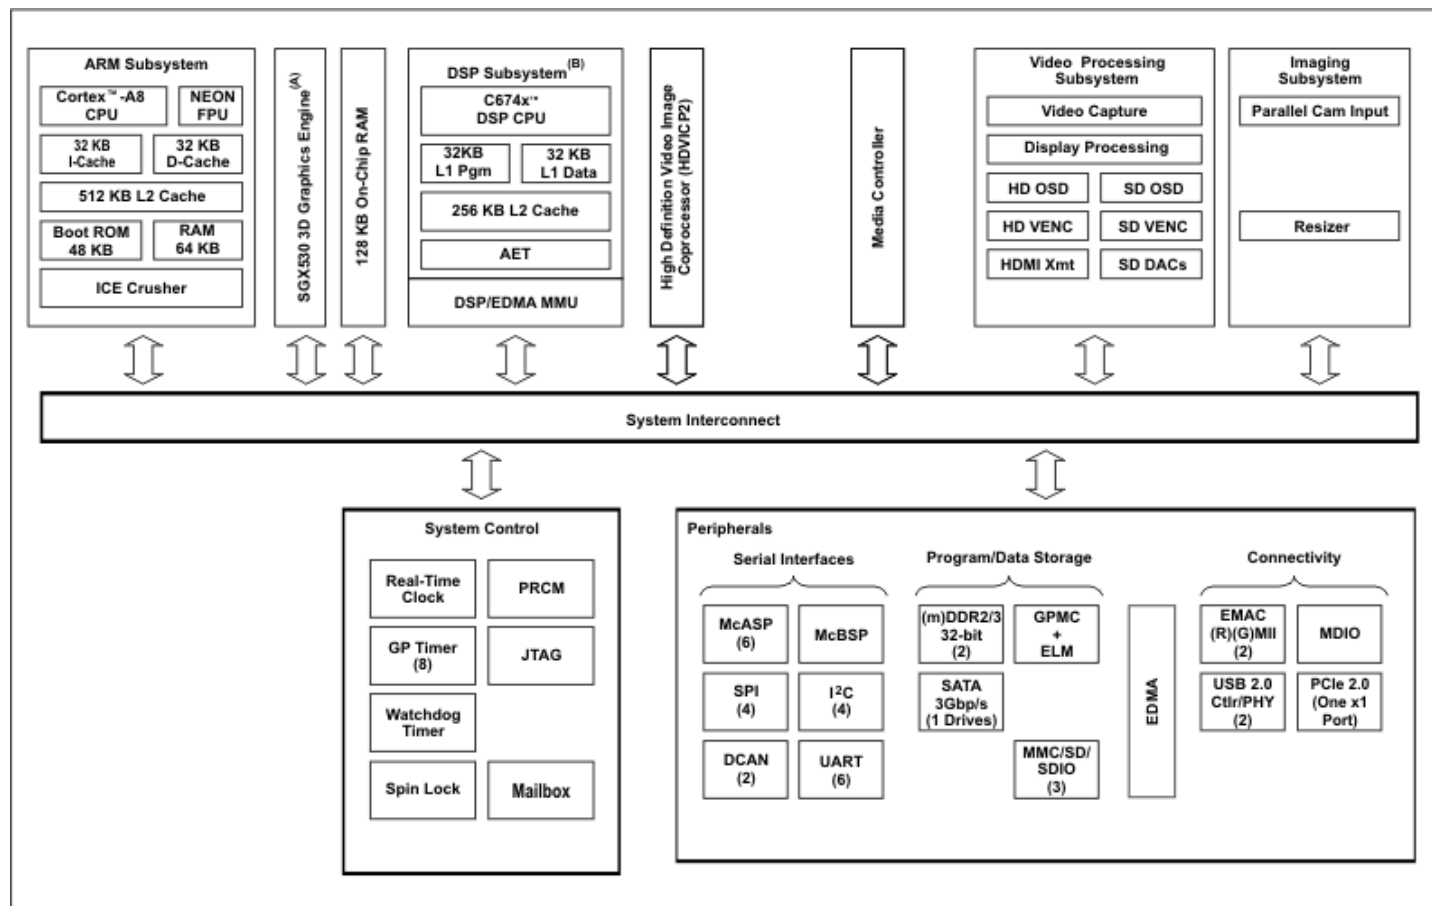 ARM Subsystem
Cortex™-A8
CPU
NEON
FPU
32 KB
I-Cache
32 KB
D-Cache
512 KB L2 Cache
Boot ROM
48 KB
RAM
64 KB
ICE Crusher
SGX530 3D Graphics Engine(A)
128 KB On-Chip RAM
DSP Subsystem(B)
C674x™
DSP CPU
32KB
L1 Pgm
32 KB
L1 Data
256 KB L2 Cache
AET
DSP/EDMA MMU
High Definition Video Image
Coprocessor (HDVICP2)
Media Controller
Video Processing
Subsystem
Video Capture
Display Processing
HD OSD
SD OSD
HD VENC
SD VENC
HDMI Xmt
SD DACs
Imaging
Subsystem
Parallel Cam Input
Resizer
System Interconnect
System Control
Real-Time
Clock
PRCM
GP Timer
(8)
JTAG
Watchdog
Timer
Spin Lock
Mailbox
Peripherals
Serial Interfaces
McASP
(6)
McBSP
SPI
(4)
I²C
(4)
DCAN
(2)
UART
(6)
Program/Data Storage
(m)DDR2/3
32-bit
(2)
GPMC
+
ELM
SATA
3Gbp/s
(1 Drives)
MMC/SD/
SDIO
(3)
EDMA
Connectivity
EMAC
(R)(G)MII
(2)
MDIO
USB 2.0
Ctlr/PHY
(2)
PCIe 2.0
(One x1
Port)